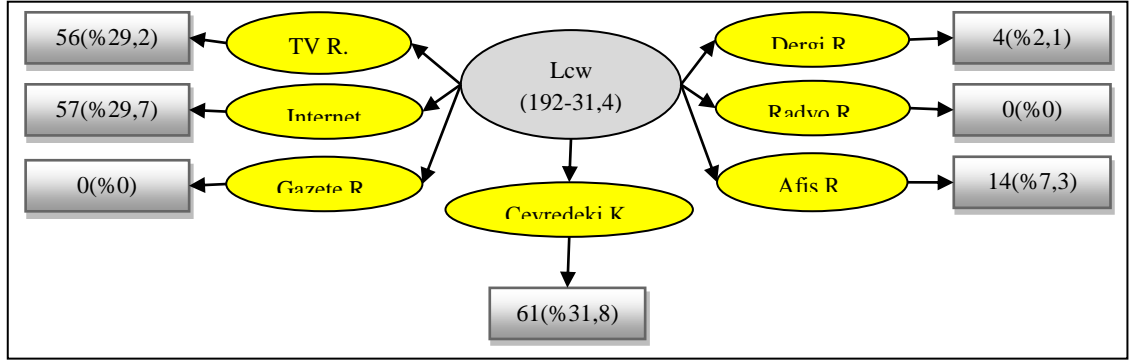 56(%29,2)
TV R.
Lcw
(192-31,4)
Dergi R
4(%2,1)
57(%29,7)
Internet
Radyo R
0(%0)
0(%0)
Gazete R
Afis R
14(%7,3)
Cevredeki K
61(%31,8)